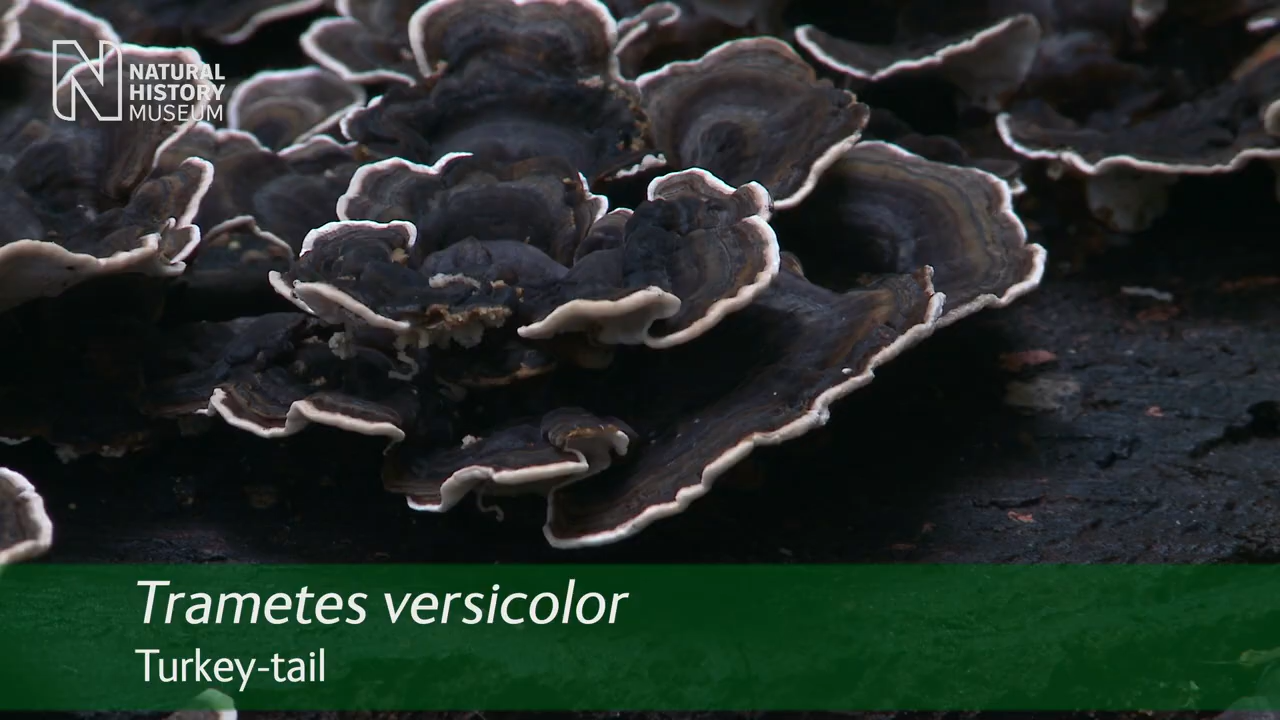 NATURAL
HISTORY
MUSEUM
Trametes versicolor
Turkey-tail